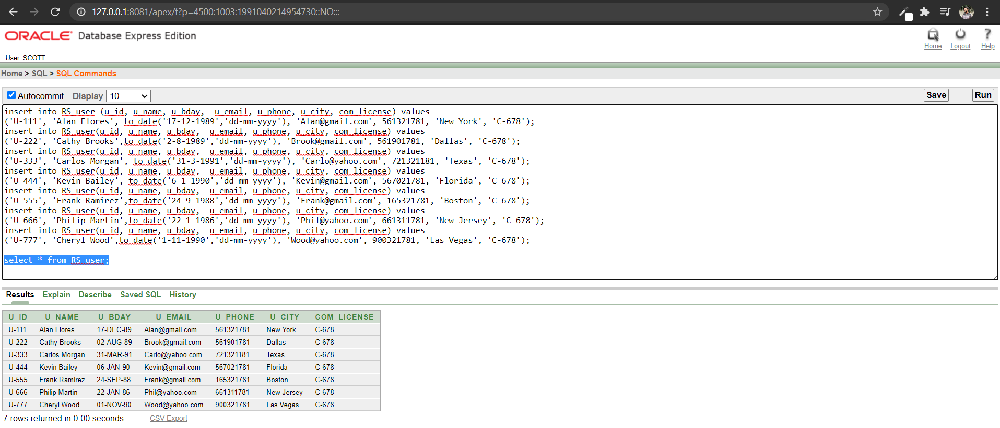 127.0.0.1:8081/apex/f?p=4500:1003:1991040214954730::NO:::
ORACLE Database Express Edition
Home Logout Help
User: SCOTT
Home > SQL > SQL Commands
Autocommit Display 10 Save Run
insert into RS_user (u_id, u_name, u_bday,  u_email, u_phone, u_city, com_license) values
('U-111', 'Alan Flores', to_date('17-12-1989','dd-mm-yyyy'), 'Alan@gmail.com', 561321781, 'New York', 'C-678');
insert into RS_user(u_id, u_name, u_bday,  u_email, u_phone, u_city, com_license) values
('U-222', 'Cathy Brooks',to_date('2-8-1989','dd-mm-yyyy'), 'Brook@gmail.com', 561901781, 'Dallas', 'C-678');
insert into RS_user(u_id, u_name, u_bday,  u_email, u_phone, u_city, com_license) values
('U-333', 'Carlos Morgan', to_date('31-3-1991','dd-mm-yyyy'), 'Carlo@yahoo.com', 721321181, 'Texas', 'C-678');
insert into RS_user(u_id, u_name, u_bday,  u_email, u_phone, u_city, com_license) values
('U-444', 'Kevin Bailey', to_date('6-1-1990','dd-mm-yyyy'), 'Kevin@gmail.com', 567021781, 'Florida', 'C-678');
insert into RS_user(u_id, u_name, u_bday,  u_email, u_phone, u_city, com_license) values
('U-555', 'Frank Ramirez',to_date('24-9-1988','dd-mm-yyyy'), 'Frank@gmail.com', 165321781, 'Boston', 'C-678');
insert into RS_user(u_id, u_name, u_bday,  u_email, u_phone, u_city, com_license) values
('U-666', 'Philip Martin',to_date('22-1-1986','dd-mm-yyyy'), 'Phil@yahoo.com', 661311781, 'New Jersey', 'C-678');
insert into RS_user(u_id, u_name, u_bday,  u_email, u_phone, u_city, com_license) values
('U-777', 'Cheryl Wood',to_date('1-11-1990','dd-mm-yyyy'), 'Wood@yahoo.com', 900321781, 'Las Vegas', 'C-678');
select * from RS_user;
Results Explain Describe Saved SQL History
U_ID U_NAME U_BDAY U_EMAIL U_PHONE U_CITY COM_LICENSE
U-111 Alan Flores 17-DEC-89 Alan@gmail.com 561321781 New York C-678
U-222 Cathy Brooks 02-AUG-89 Brook@gmail.com 561901781 Dallas C-678
U-333 Carlos Morgan 31-MAR-91 Carlo@yahoo.com 721321181 Texas C-678
U-444 Kevin Bailey 06-JAN-90 Kevin@gmail.com 567021781 Florida C-678
U-555 Frank Ramirez 24-SEP-88 Frank@gmail.com 165321781 Boston C-678
U-666 Philip Martin 22-JAN-86 Phil@yahoo.com 661311781 New Jersey C-678
U-777 Cheryl Wood 01-NOV-90 Wood@yahoo.com 900321781 Las Vegas C-678
7 rows returned in 0.00 seconds CSV Export